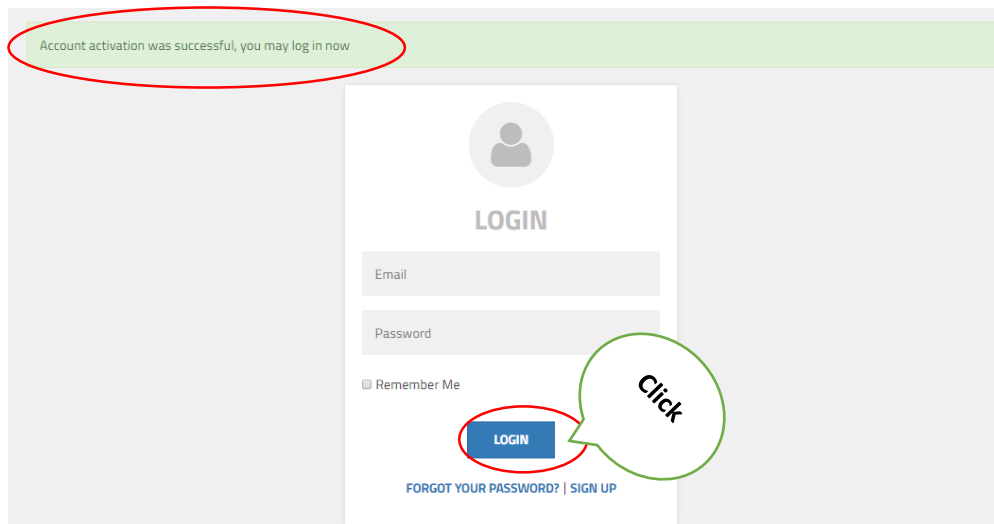 Account activation was successful, you may log in now
LOGIN
Email
Password
Remember Me
Click
LOGIN
FORGOT YOUR PASSWORD? | SIGN UP